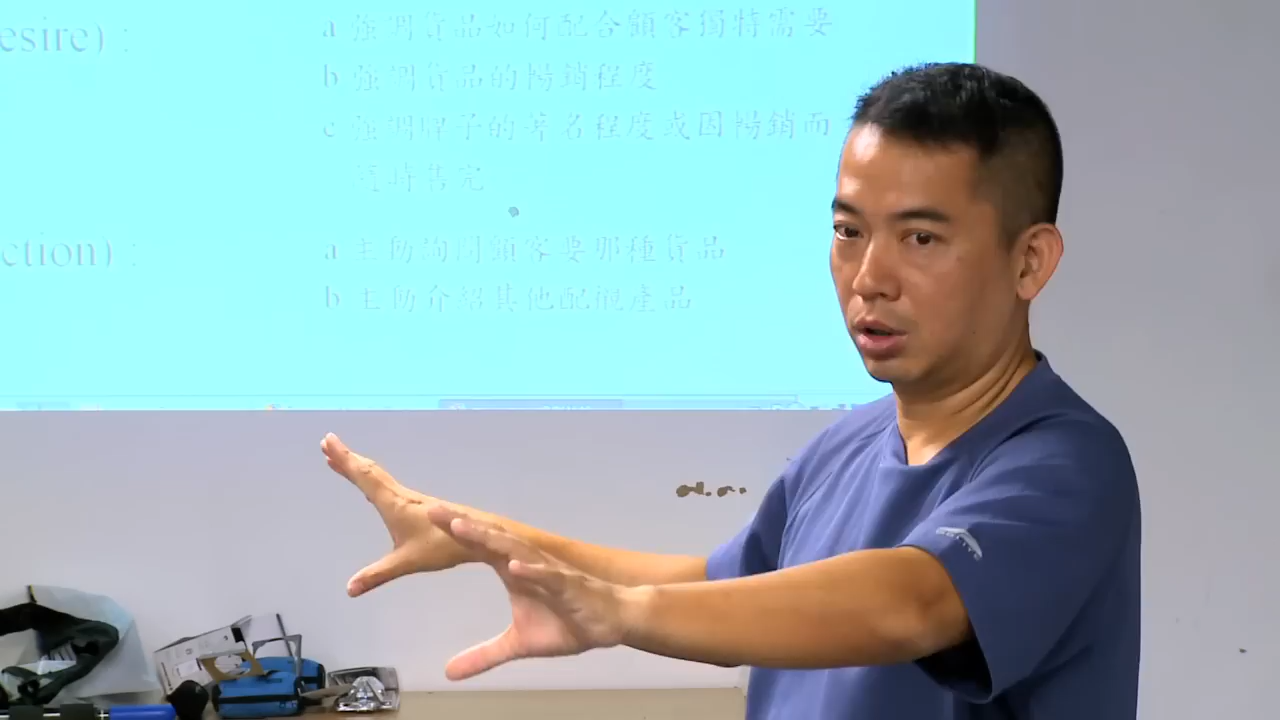 esire) :
a 強調貨品如何配合顧客獨特需要
b 強調貨品的暢銷程度
c 強調牌子的著名程度或因暢銷而
隨時售完
ction) :
a 主動詢問顧客要那種貨品
b 主動介紹其他配襯產品